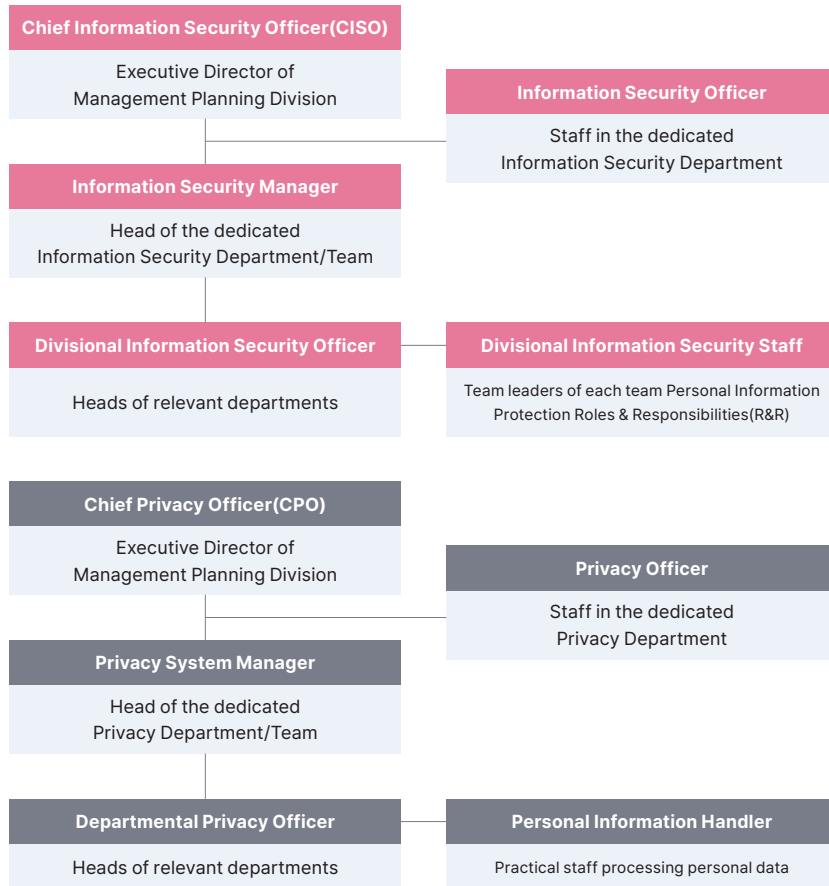 Chief Information Security Officer(CISO)
Executive Director of
Management Planning Division
Information Security Officer
Staff in the dedicated
Information Security Department
Information Security Manager
Head of the dedicated
Information Security Department/Team
Divisional Information Security Officer
Heads of relevant departments
Divisional Information Security Staff
Team leaders of each team Personal Information
Protection Roles & Responsibilities(R&R)
Chief Privacy Officer(CPO)
Executive Director of
Management Planning Division
Privacy Officer
Staff in the dedicated
Privacy Department
Privacy System Manager
Head of the dedicated
Privacy Department/Team
Departmental Privacy Officer
Heads of relevant departments
Personal Information Handler
Practical staff processing personal data